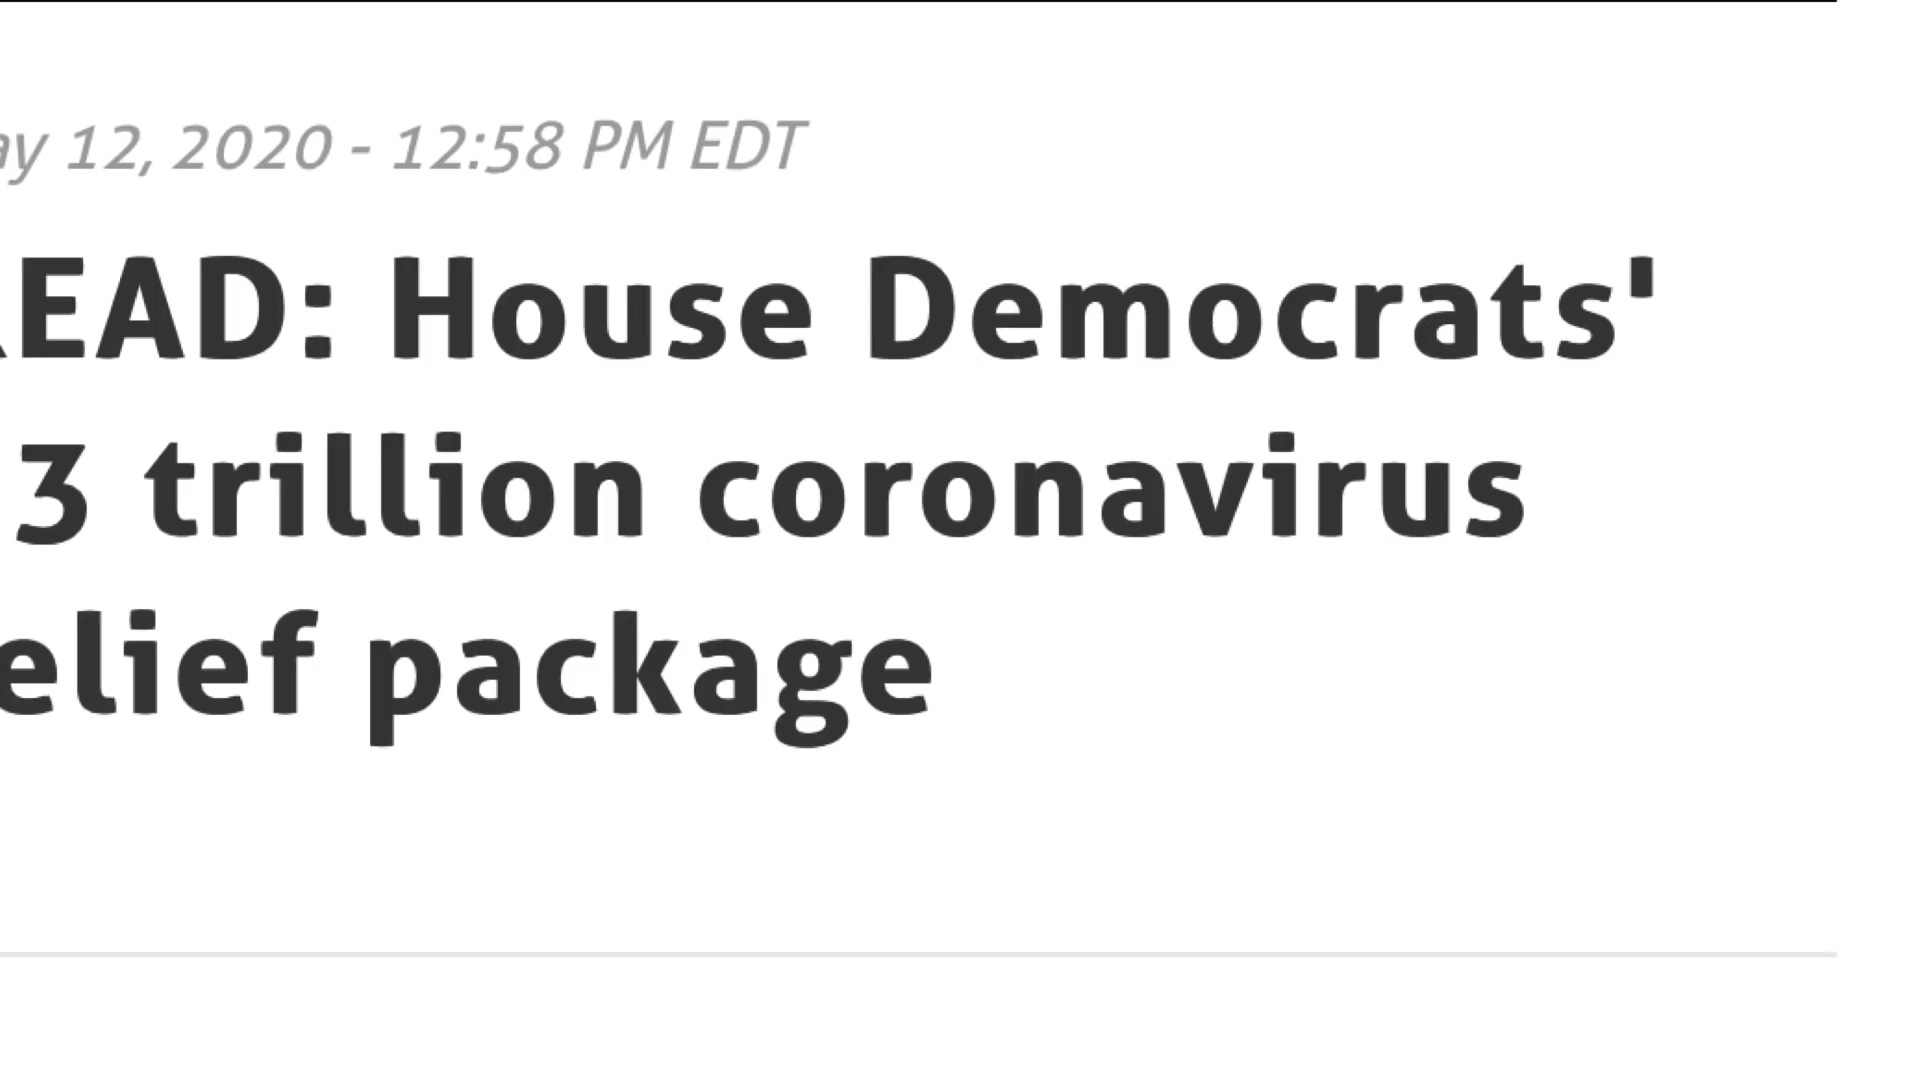 ay 12, 2020 - 12:58 PM EDT
EAD: House Democrats'
3 trillion coronavirus
elief package